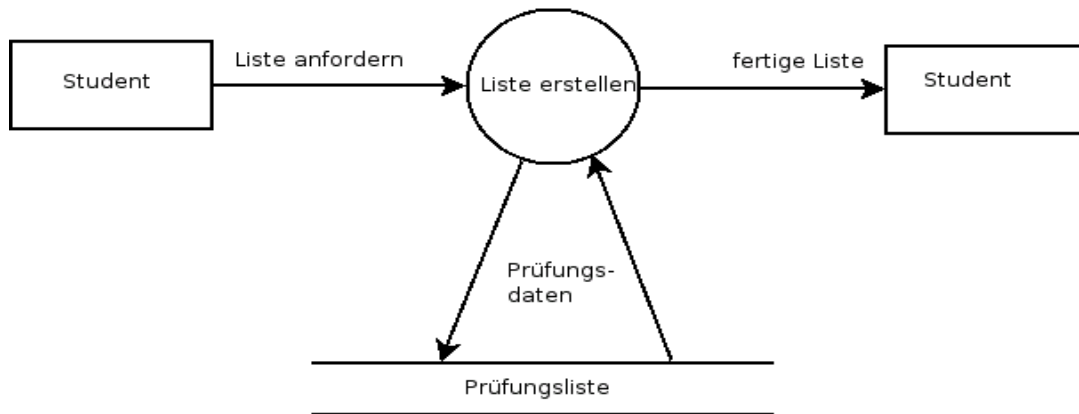 Liste anfordern
fertige Liste
Student
Liste erstellen
Student
Prüfungs-
daten
Prüfungsliste